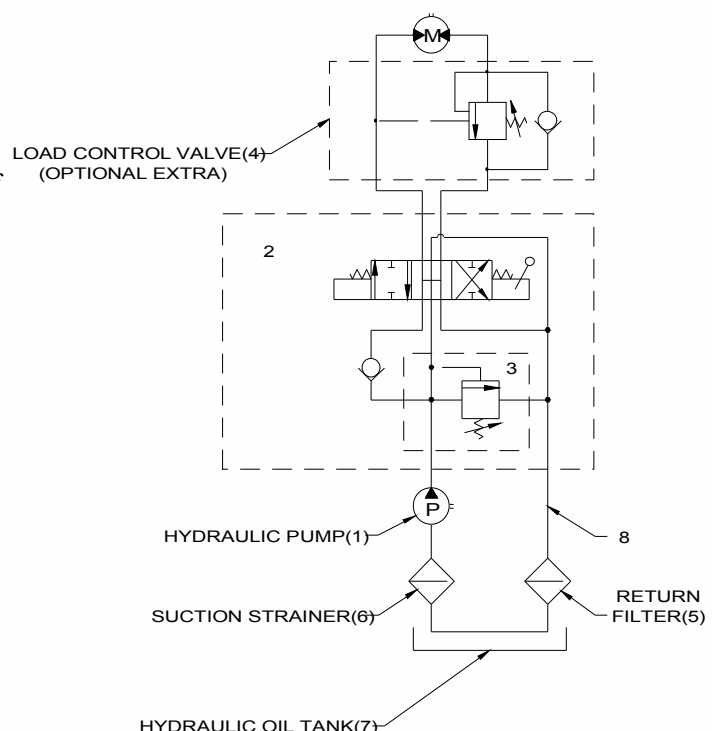 M
LOAD CONTROL VALVE(4)
(OPTIONAL EXTRA)
2
3
P
HYDRAULIC PUMP(1)
8
SUCTION STRAINER(6)
RETURN
FILTER(5)
HYDRAULIC OIL TANK(7)